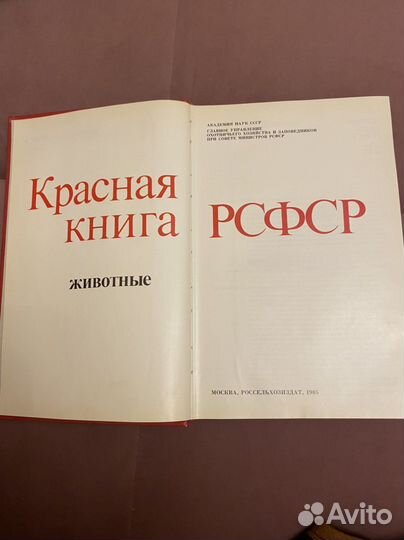 Красная
книга
животные
АКАДЕМИЯ НАУК СССР
ГЛАВНОЕ УПРАВЛЕНИЕ
ОХОТНИЧЬЕГО ХОЗЯЙСТВА И ЗАПОВЕДНИКОВ
ПРИ СОВЕТЕ МИНИСТРОВ РСФСР
РСФСР
МОСКВА, РОССЕЛЬХОЗИЗДАТ, 1985
Avito